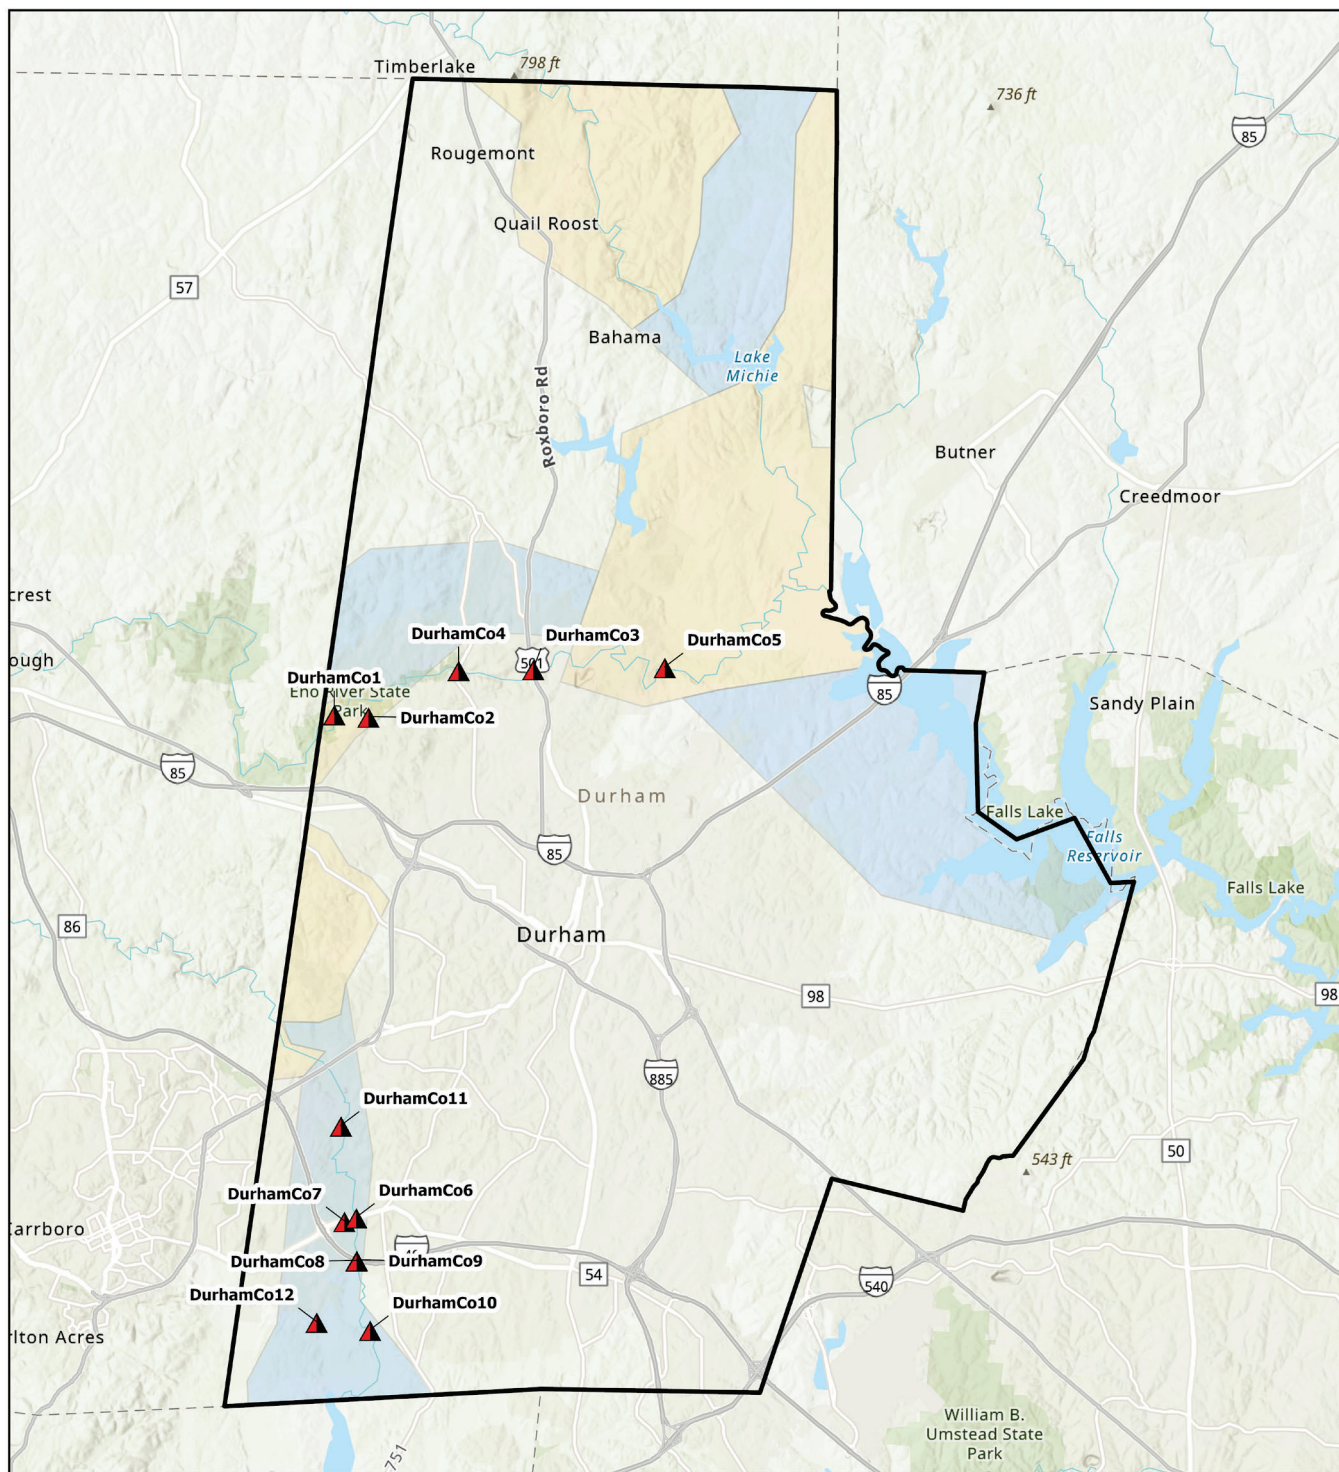 Timberlake
798 ft
736 ft
85
Rougemont
Quail Roost
57
Bahama
Lake
Michie
Roxboro Rd
Butner
Creedmoor
crest
DurhamCo4
DurhamCo3
DurhamCo5
501
ough
DurhamCo1
Eno River State
Park
DurhamCo2
85
Sandy Plain
85
Durham
Falls Lake
Falls
Reservoir
85
Falls Lake
86
Durham
98
98
885
DurhamCo11
50
543 ft
DurhamCo7
DurhamCo6
Carrboro
DurhamCo8
DurhamCo9
54
540
DurhamCo12
DurhamCo10
rlton Acres
William B.
Umstead State
Park
751